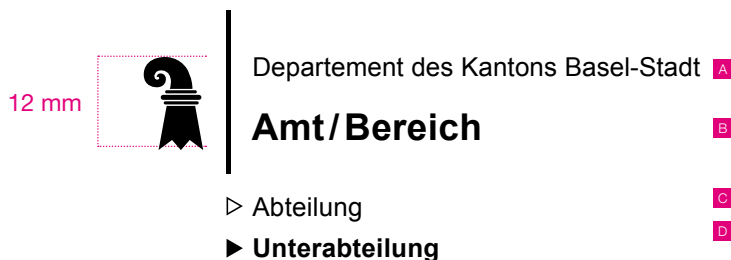 Departement des Kantons Basel-Stadt A
12 mm
Amt/Bereich B
▷ Abteilung C
▶ Unterabteilung D